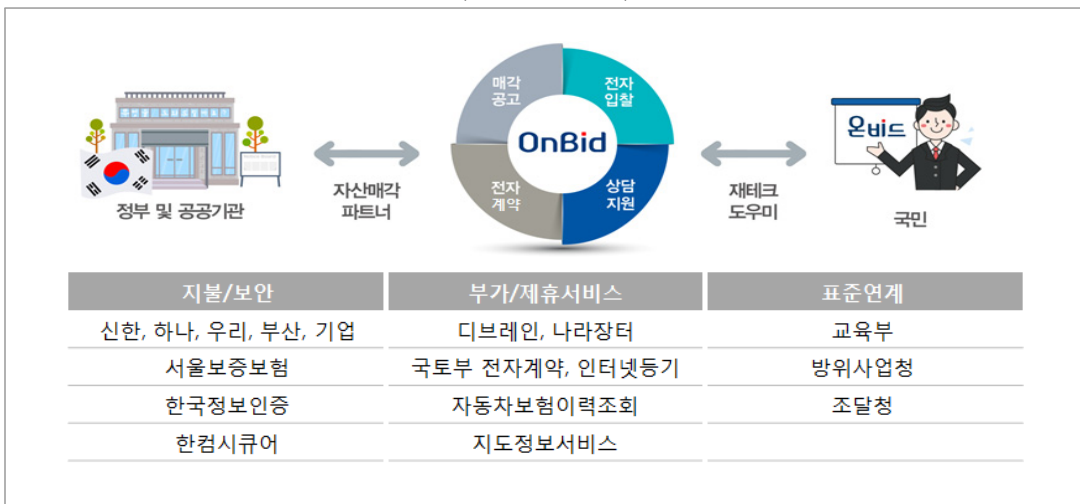 매각
공고
전자
입찰
OnBid
전자
계약
상담
지원
온비드
정부 및 공공기관
자산매각
파트너
재테크
도우미
국민
지불/보안 부가/제휴서비스 표준연계
신한, 하나, 우리, 부산, 기업 디브레인, 나라장터 교육부
서울보증보험 국토부 전자계약, 인터넷등기 방위사업청
한국정보인증 자동차보험이력조회 조달청
한컴시큐어 지도정보서비스